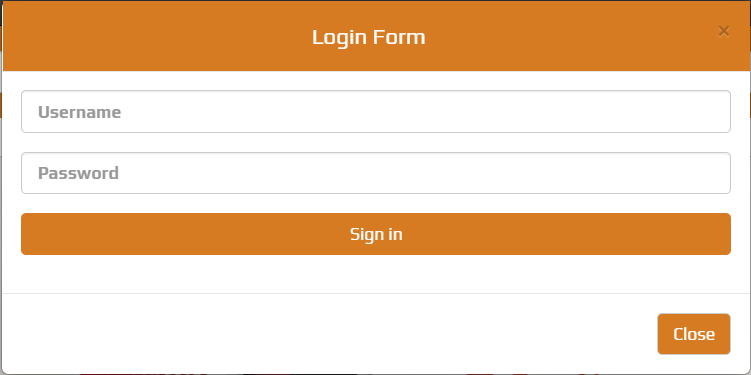 Login Form
×
Username
Password
Sign in
Close